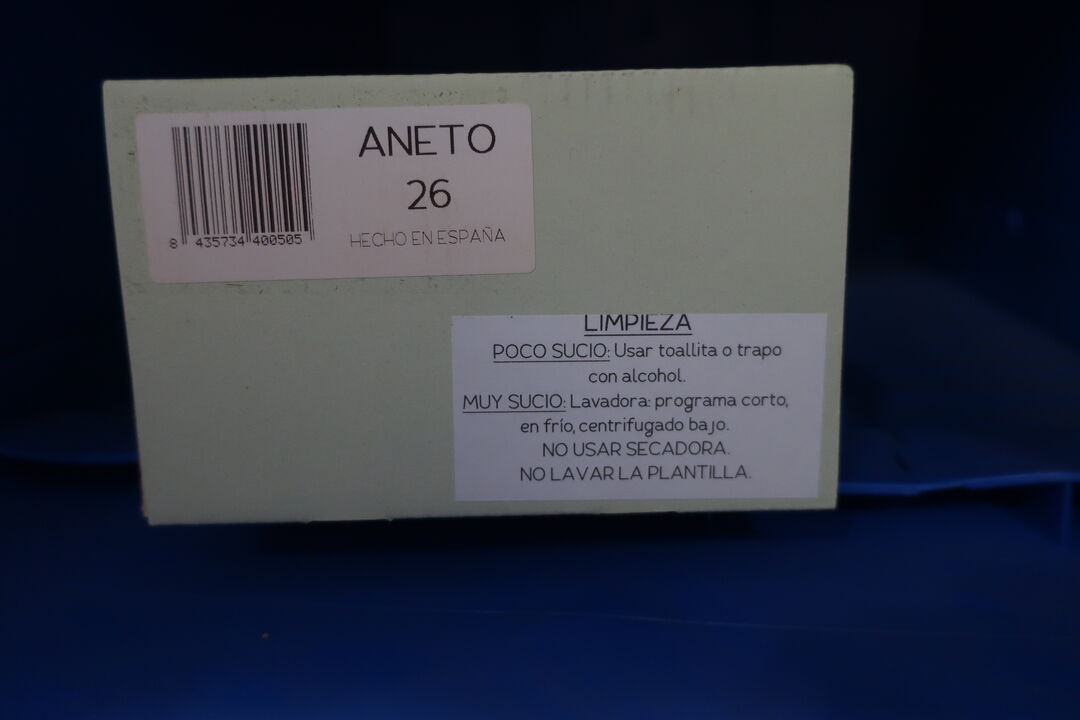 ANETO
26
HECHO EN ESPAÑA
8 435734 400505
LIMPIEZA
POCO SUCIO: Usar toallita o trapo
con alcohol.
MUY SUCIO: Lavadora: programa corto,
en frío, centrifugado bajo.
NO USAR SECADORA.
NO LAVAR LA PLANTILLA.